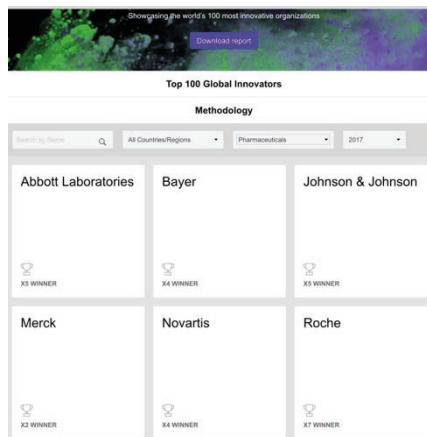 Showcasing the world's 100 most innovative organizations
Download report
Top 100 Global Innovators
Methodology
Search by Name
All Countries/Regions
Pharmaceuticals
2017
Abbott Laboratories
Bayer
Johnson & Johnson
X5 WINNER
X4 WINNER
X5 WINNER
Merck
Novartis
Roche
X2 WINNER
X4 WINNER
X7 WINNER